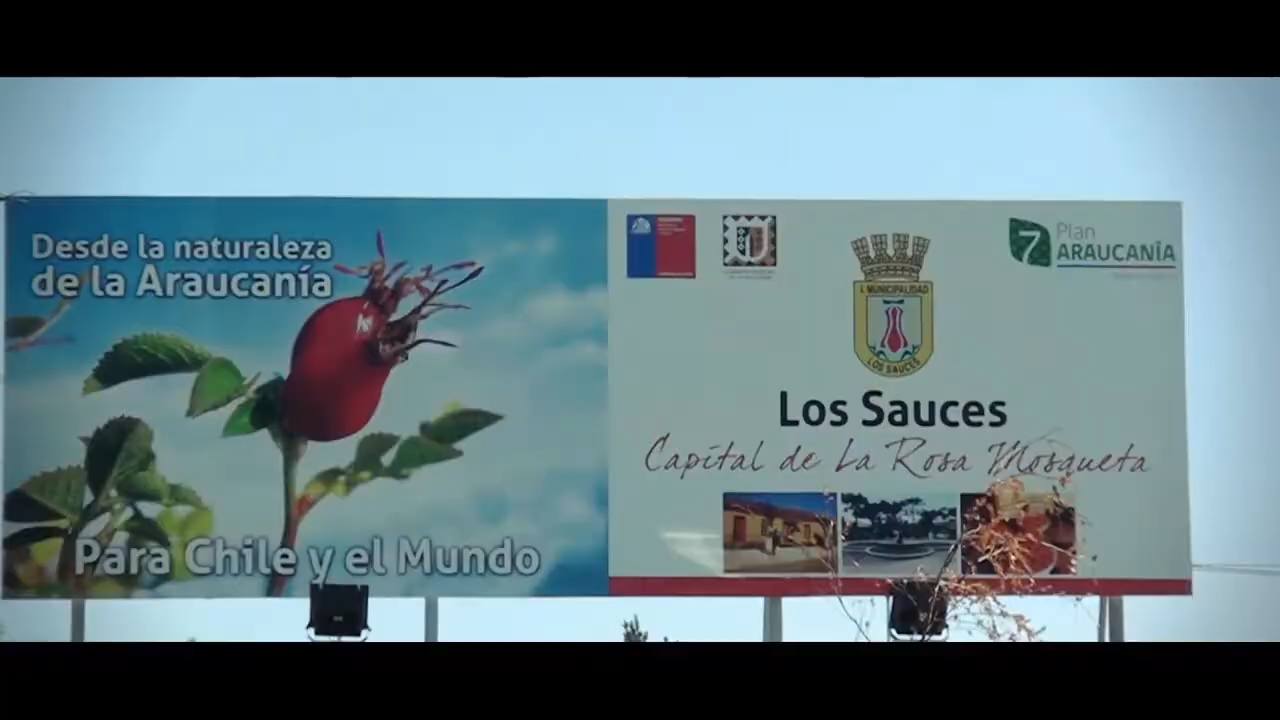 Desde la naturaleza
de la Araucanía
Para Chile y el Mundo
7
Plan
ARAUCANÍA
I. MUNICIPALIDAD
LOS SAUCES
Los Sauces
Capital de La Rosa Mosqueta